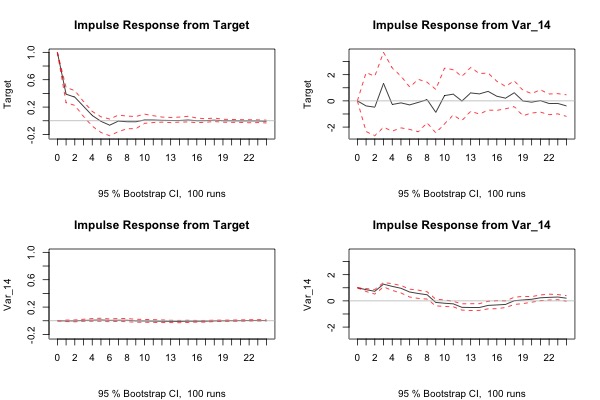 Impulse Response from Target
Target
1.0
0.6
0.2
-0.2
0 2 4 6 8 10 13 16 19 22
95 % Bootstrap CI, 100 runs
Impulse Response from Var_14
Target
2
0
-2
0 2 4 6 8 10 13 16 19 22
95 % Bootstrap CI, 100 runs
Impulse Response from Target
Var_14
1.0
0.6
0.2
-0.2
0 2 4 6 8 10 13 16 19 22
95 % Bootstrap CI, 100 runs
Impulse Response from Var_14
Var_14
2
0
-2
0 2 4 6 8 10 13 16 19 22
95 % Bootstrap CI, 100 runs